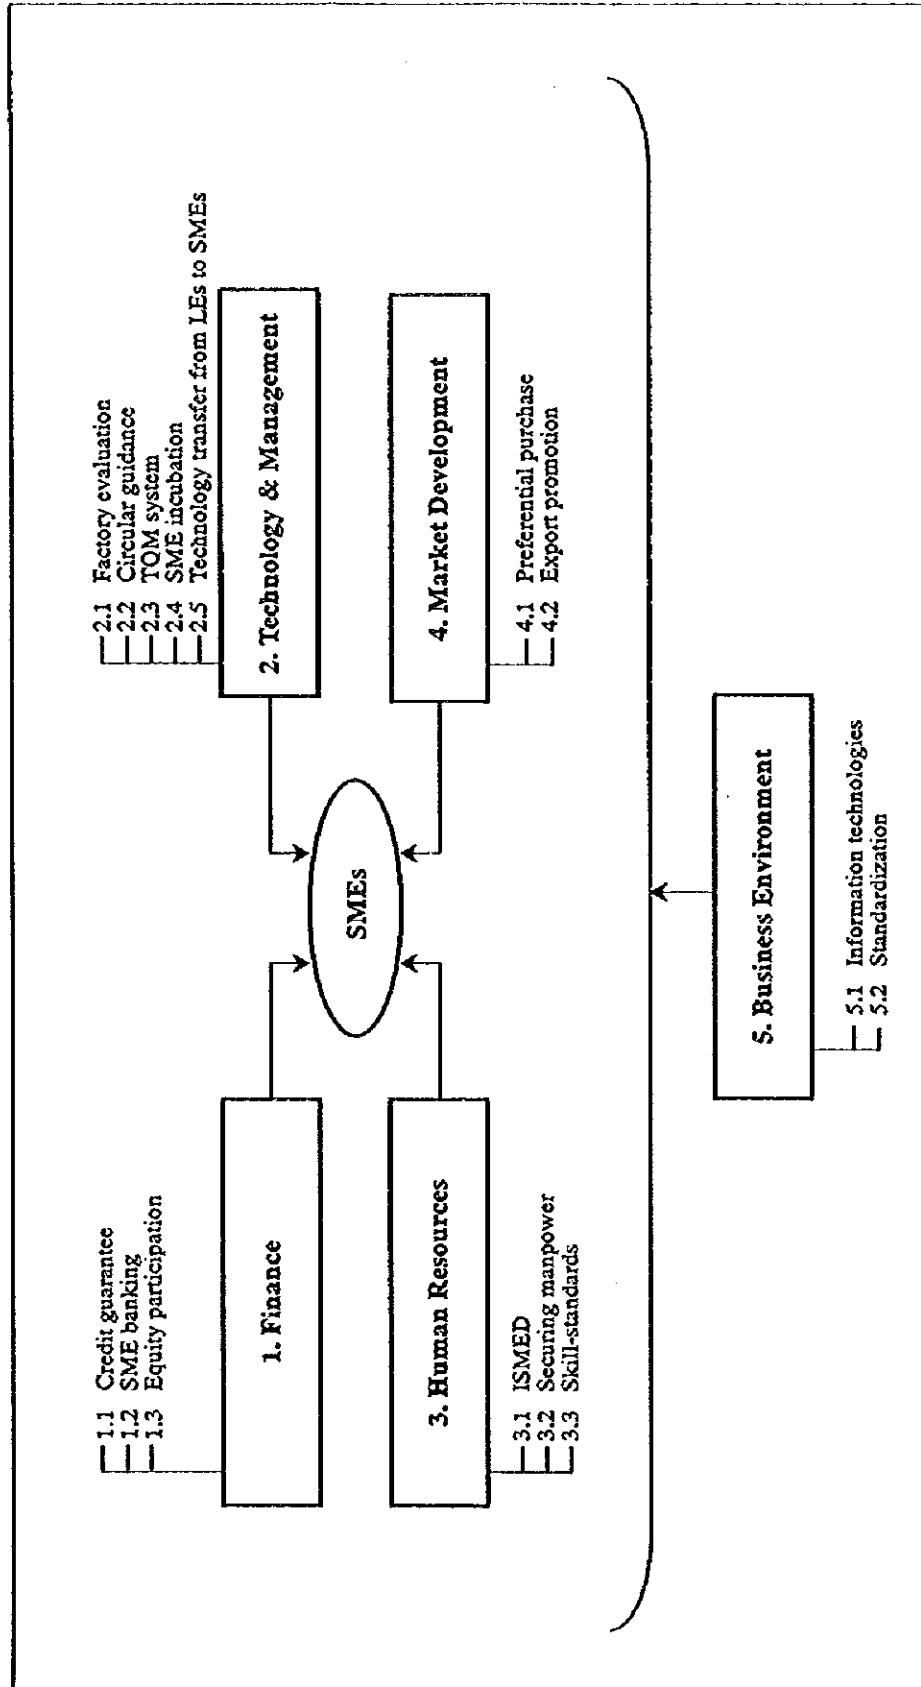 1.1 Credit guarantee
1.2 SME banking
1.3 Equity participation
1. Finance
2.1 Factory evaluation
2.2 Circular guidance
2.3 TQM system
2.4 SME incubation
2.5 Technology transfer from LEs to SMEs
2. Technology & Management
SMEs
3. Human Resources
3.1 ISMED
3.2 Securing manpower
3.3 Skill-standards
4. Market Development
4.1 Preferential purchase
4.2 Export promotion
5. Business Environment
5.1 Information technologies
5.2 Standardization